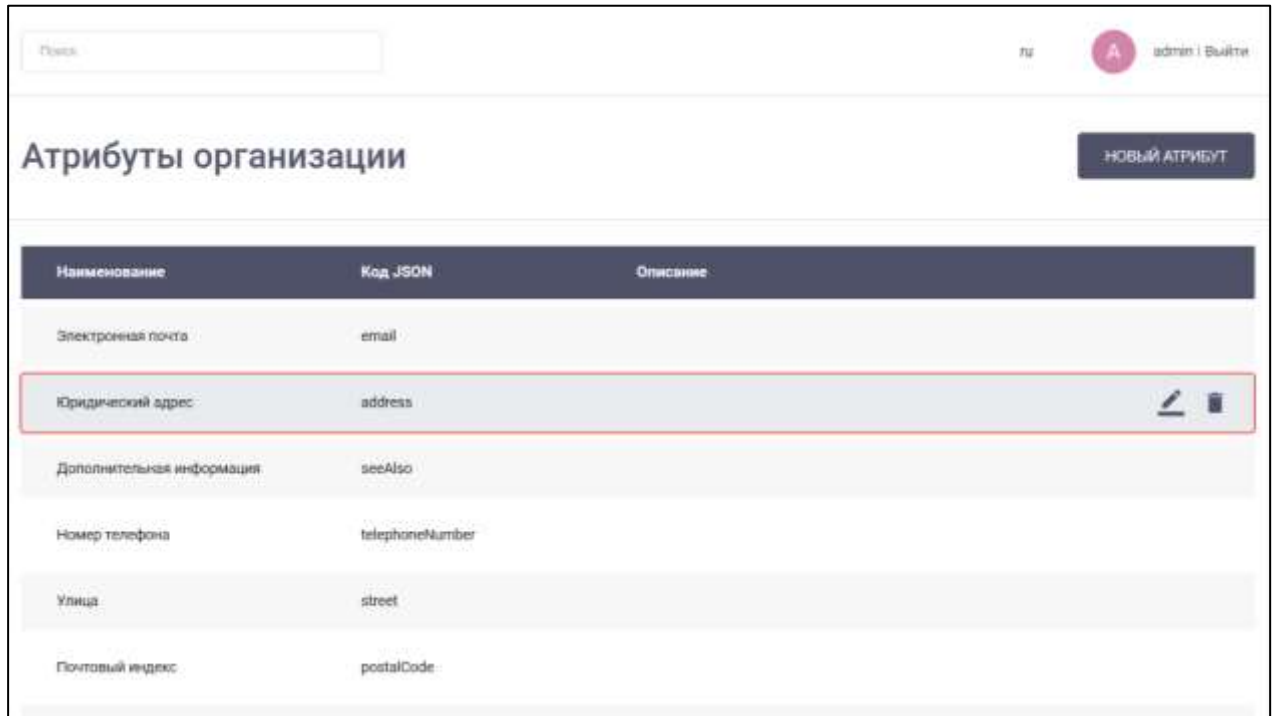 Поиск
ru
A
admin | Выйти
Атрибуты организации
НОВЫЙ АТРИБУТ
Наименование Код JSON Описание
Электронная почта email
Юридический адрес address
Дополнительная информация seeAlso
Номер телефона telephoneNumber
Улица street
Почтовый индекс postalCode